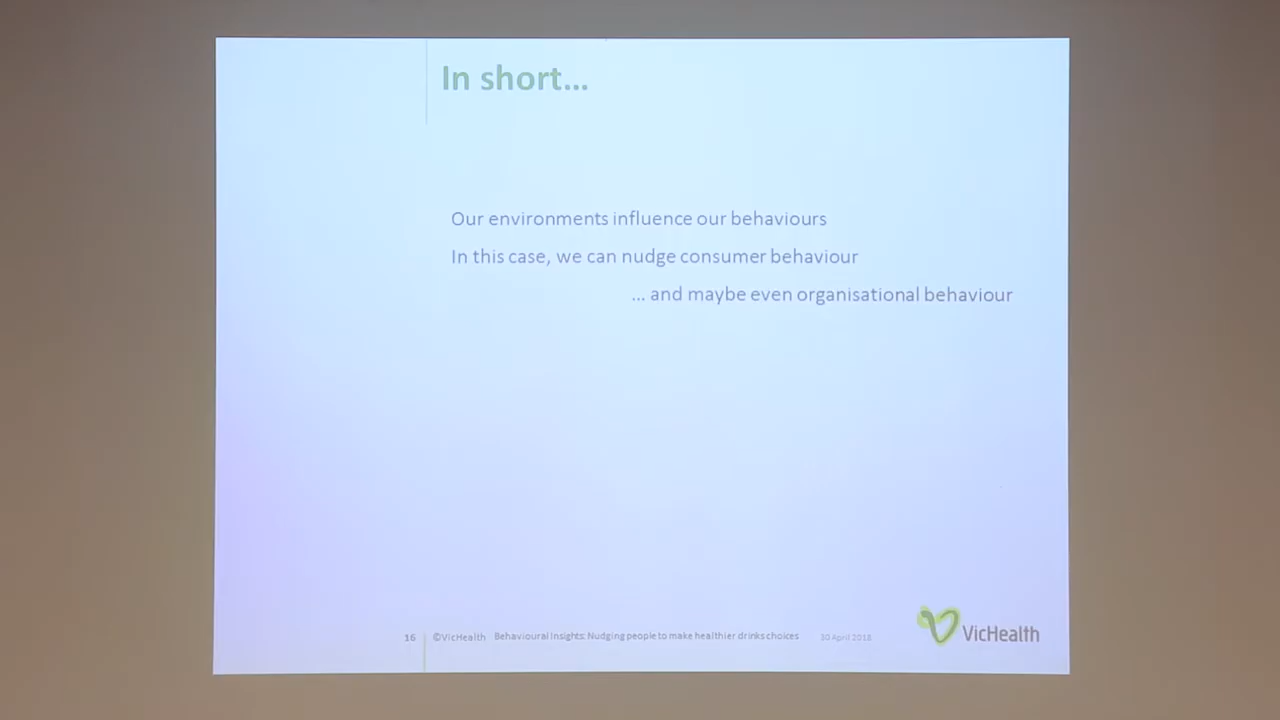 In short...
Our environments influence our behaviours
In this case, we can nudge consumer behaviour
... and maybe even organisational behaviour
16 ©VicHealth Behavioural Insights: Nudging people to make healthier drinks choices 30 April 2018
VicHealth